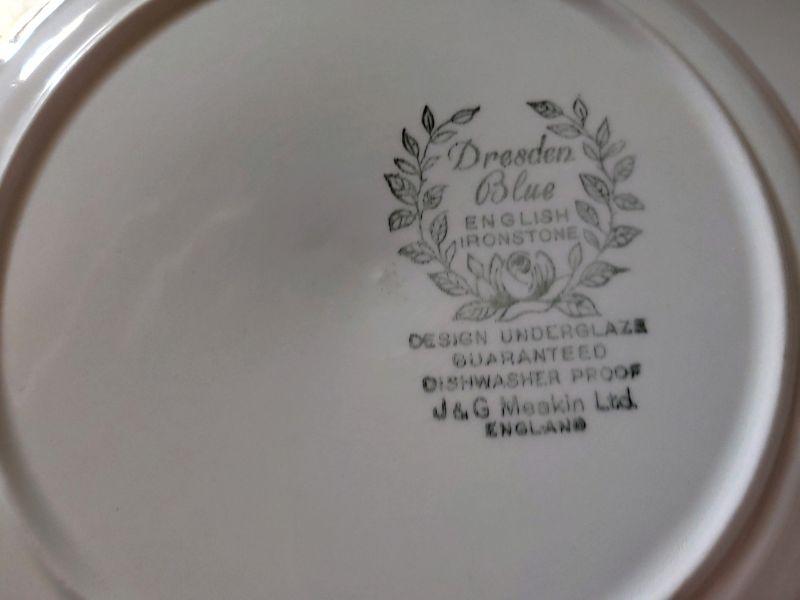 Dresden
Blue
ENGLISH
IRONSTONE
DESIGN UNDERGLAZE
GUARANTEED
DISHWASHER PROOF
J & G Meakin Ltd.
ENGLAND